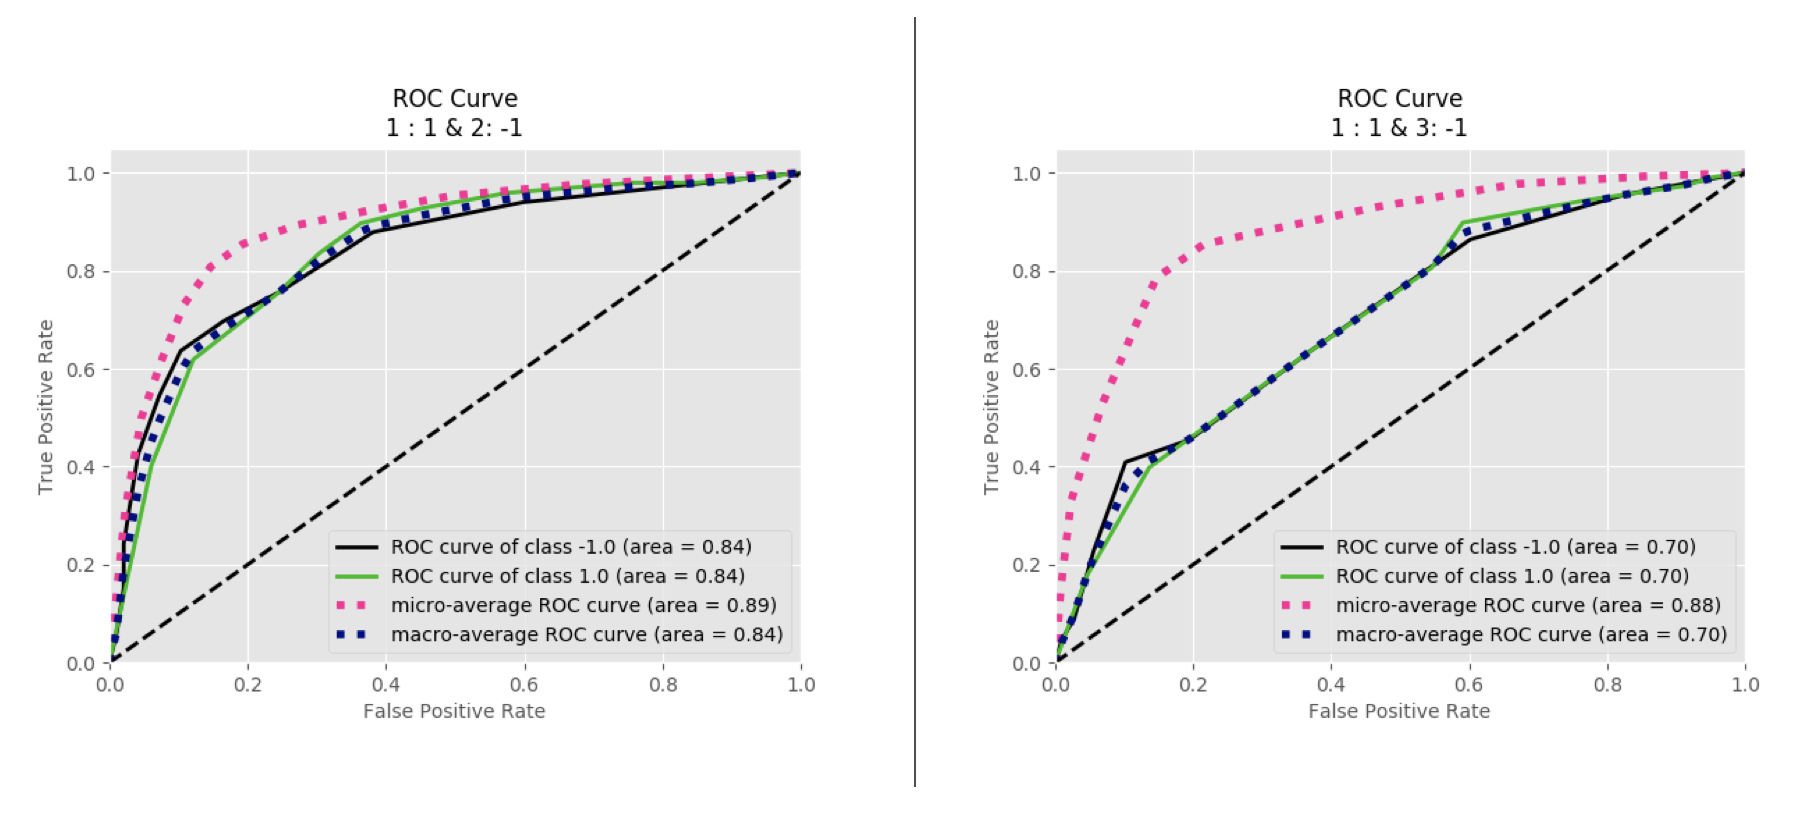 ROC Curve
1 : 1 & 2: -1
True Positive Rate
1.0
0.8
0.6
0.4
0.2
0.0
ROC curve of class -1.0 (area = 0.84)
ROC curve of class 1.0 (area = 0.84)
micro-average ROC curve (area = 0.89)
macro-average ROC curve (area = 0.84)
0.0 0.2 0.4 0.6 0.8 1.0
False Positive Rate
ROC Curve
1 : 1 & 3: -1
True Positive Rate
1.0
0.8
0.6
0.4
0.2
0.0
ROC curve of class -1.0 (area = 0.70)
ROC curve of class 1.0 (area = 0.70)
micro-average ROC curve (area = 0.88)
macro-average ROC curve (area = 0.70)
0.0 0.2 0.4 0.6 0.8 1.0
False Positive Rate